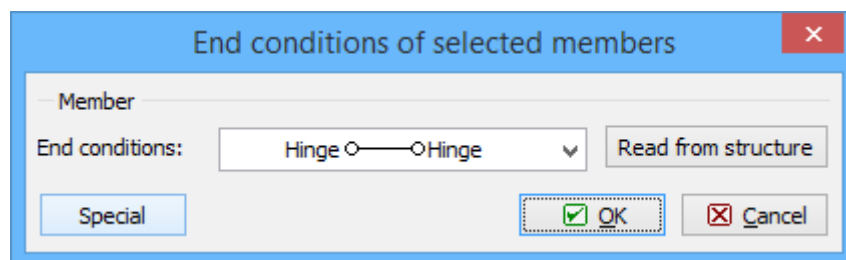 End conditions of selected members
Member
End conditions: Hinge Hinge Read from structure
Special OK Cancel